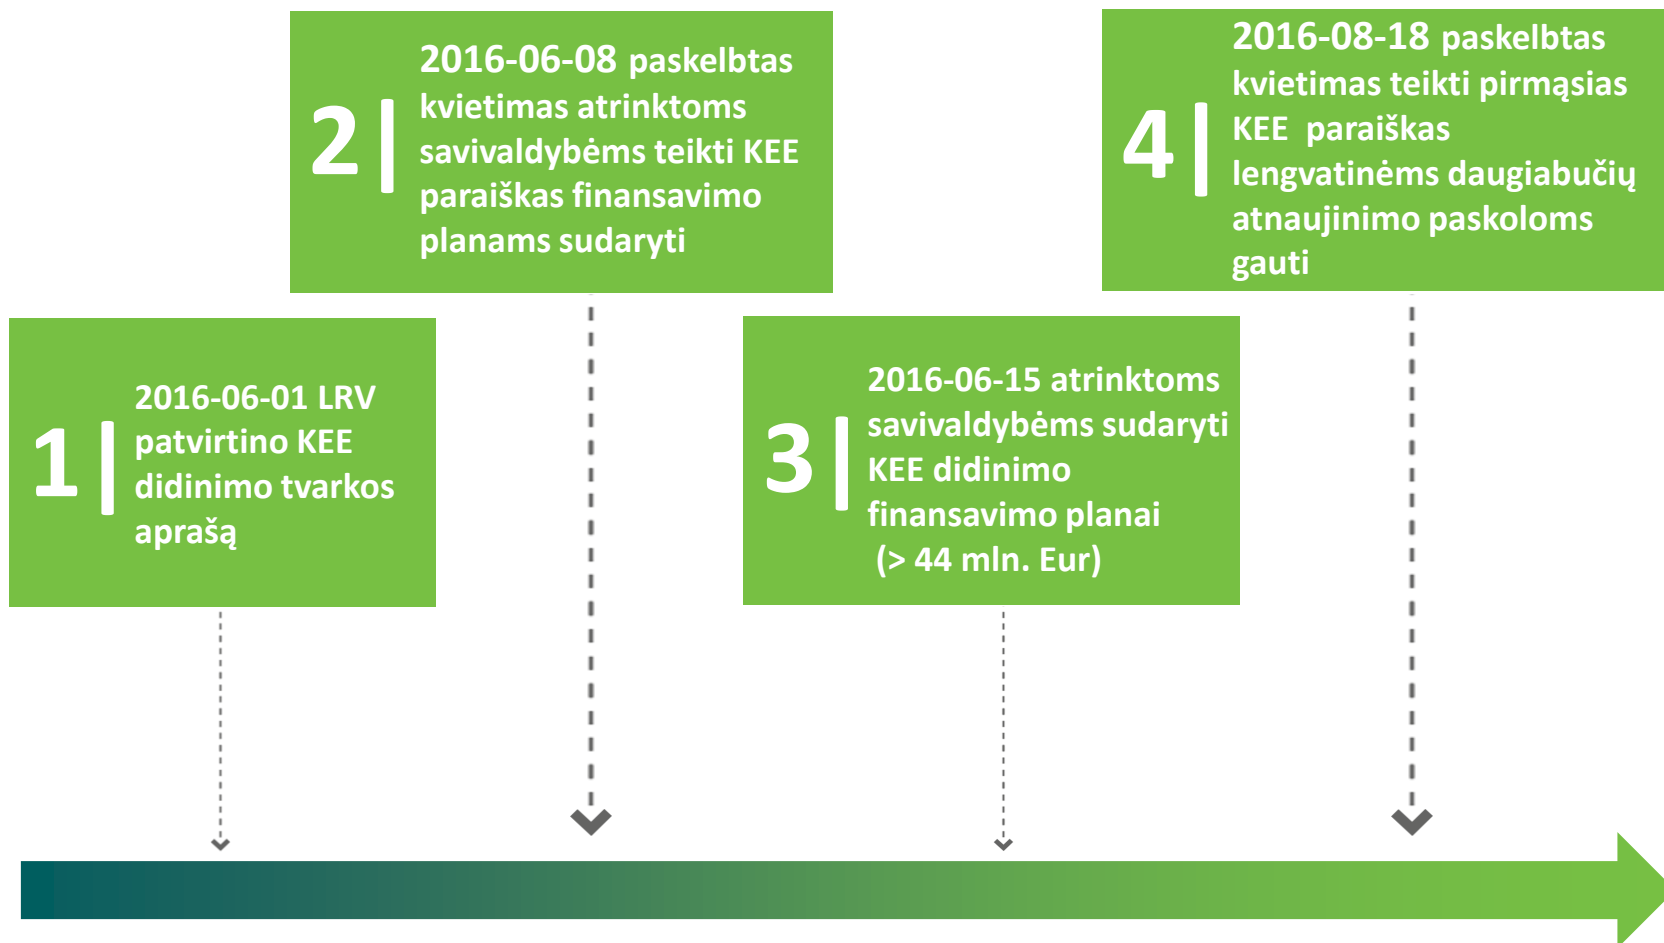 1
2016-06-01 LRV
patvirtino KEE
didinimo tvarkos
aprašą
2
2016-06-08 paskelbtas
kvietimas atrinktoms
savivaldybėms teikti KEE
paraiškas finansavimo
planams sudaryti
3
2016-06-15 atrinktoms
savivaldybėms sudaryti
KEE didinimo
finansavimo planai
(> 44 mln. Eur)
4
2016-08-18 paskelbtas
kvietimas teikti pirmąsias
KEE paraiškas
lengvatinėms daugiabučių
atnaujinimo paskoloms
gauti